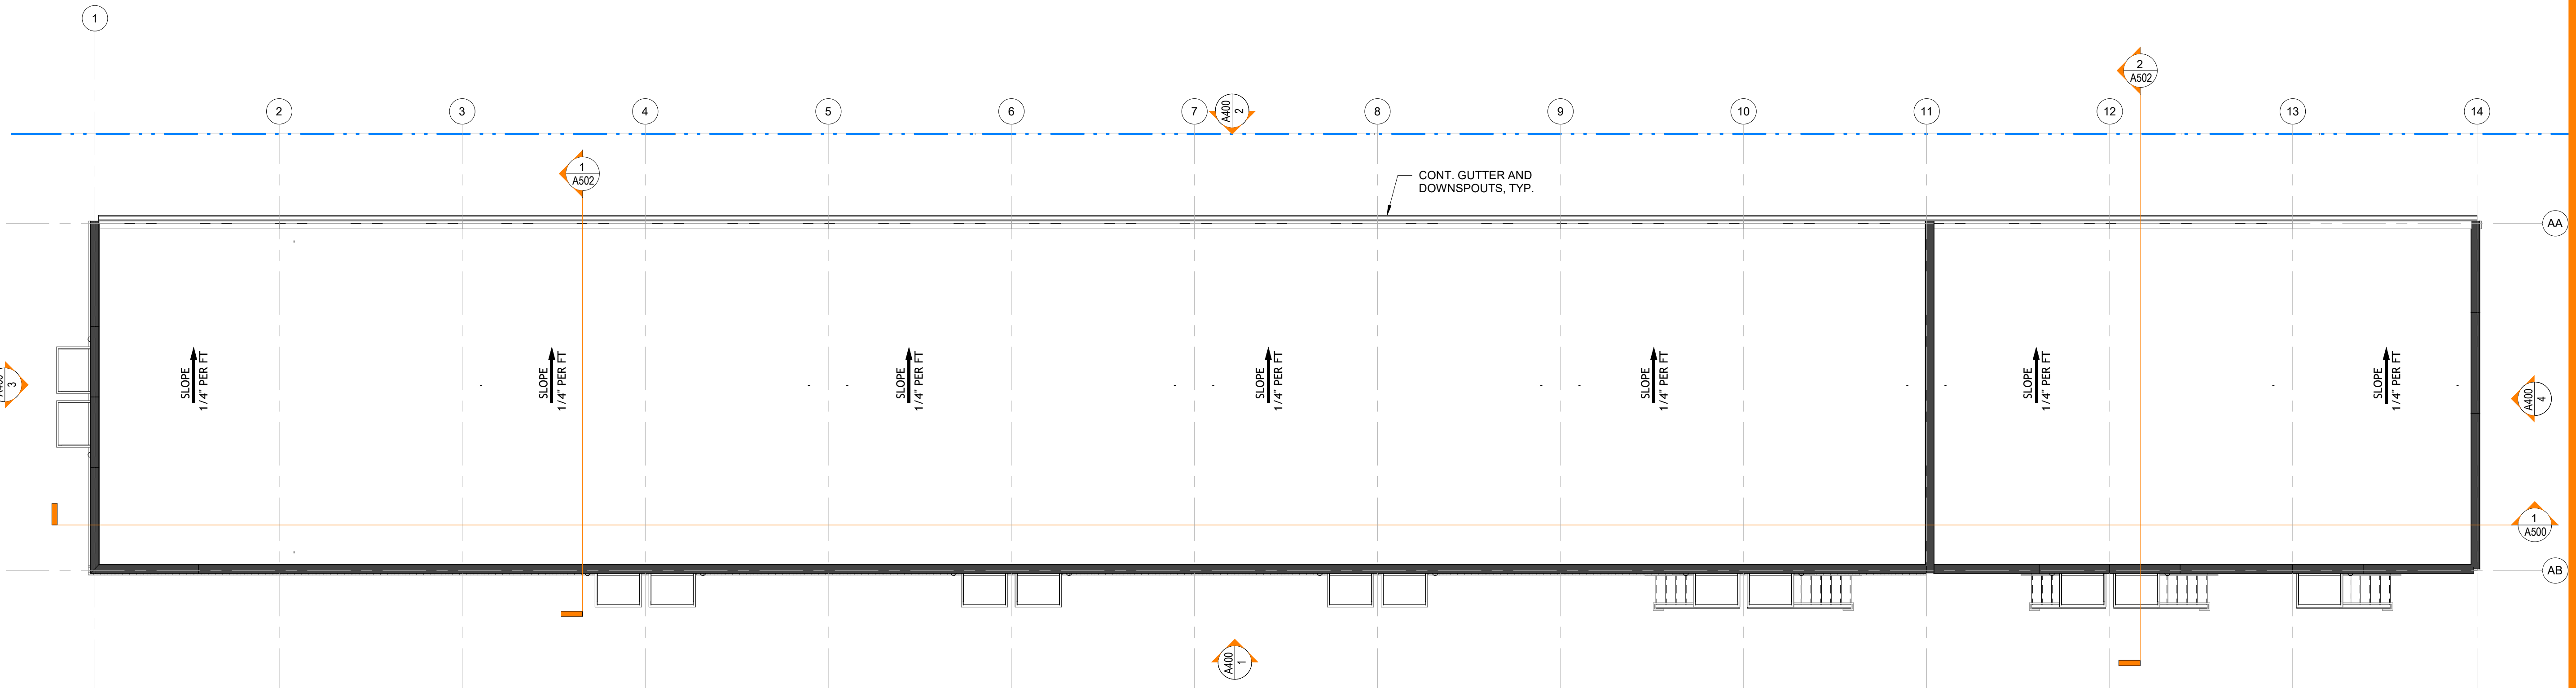 1
2
A502
2
3
4
5
6
7
A400
2
8
9
10
11
12
13
14
1
A502
CONT. GUTTER AND
DOWNSPOUTS, TYP.
AA
SLOPE
1/4" PER FT
SLOPE
1/4" PER FT
SLOPE
1/4" PER FT
SLOPE
1/4" PER FT
SLOPE
1/4" PER FT
SLOPE
1/4" PER FT
SLOPE
1/4" PER FT
3
A400
4
1
A500
AB
A400
1